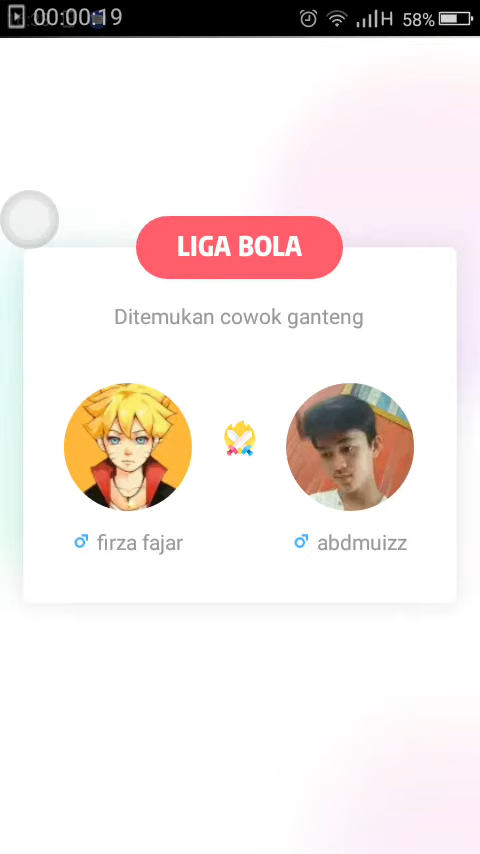 00:00:19
H 58%
LIGA BOLA
Ditemukan cowok ganteng
firza fajar
abdmuizz